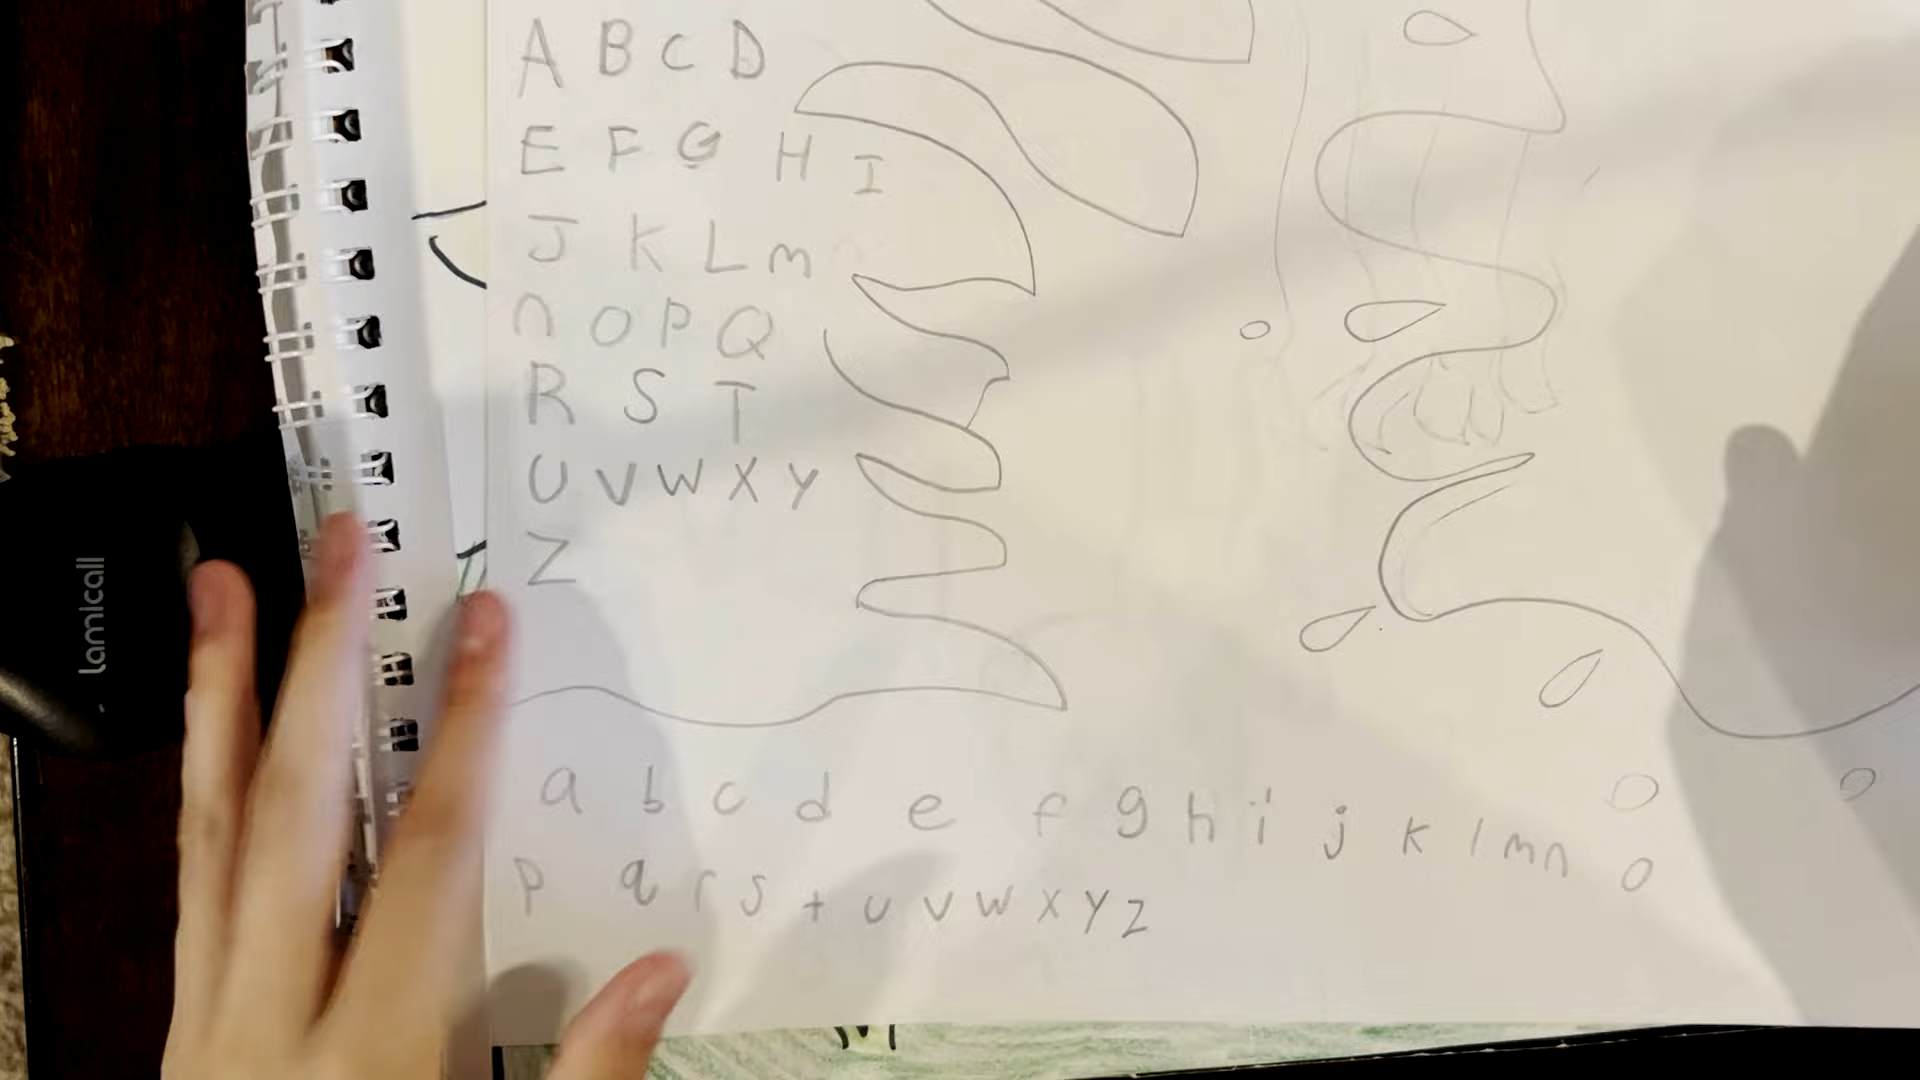 A B C D
E F G H I
J K L m
n O P Q
R S T
U V W X Y
Z
a b c d e f g h i j k l m n o
p q r s t u v w x y z
lamicall